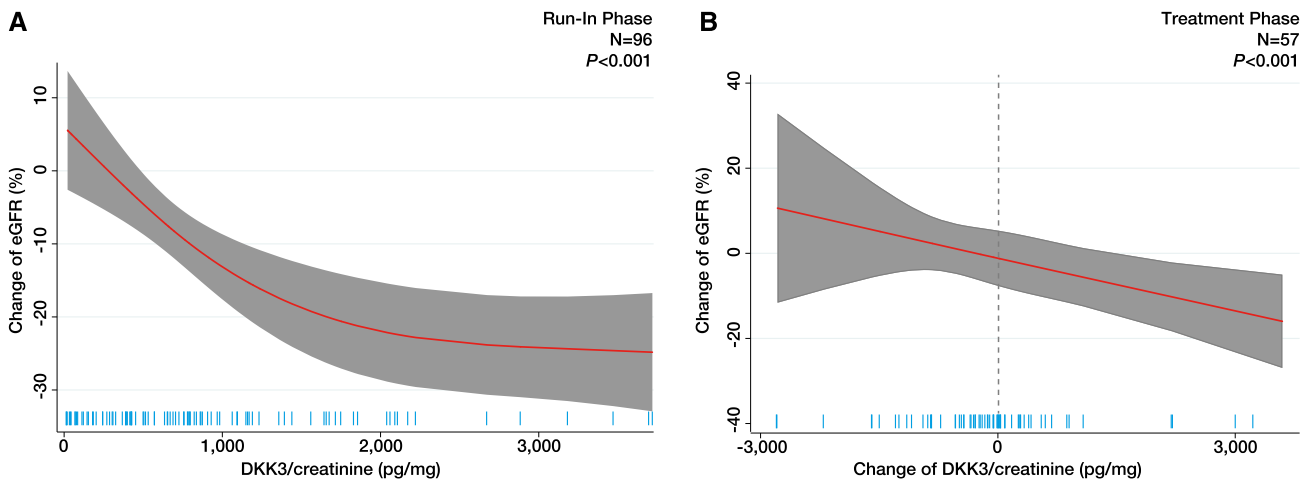 A
Run-In Phase
N=96
P<0.001
Change of eGFR (%)
10
0
-10
-20
-30
0
1,000
2,000
3,000
DKK3/creatinine (pg/mg)
B
Treatment Phase
N=57
P<0.001
Change of eGFR (%)
40
20
0
20
-40
-3,000
0
3,000
Change of DKK3/creatinine (pg/mg)